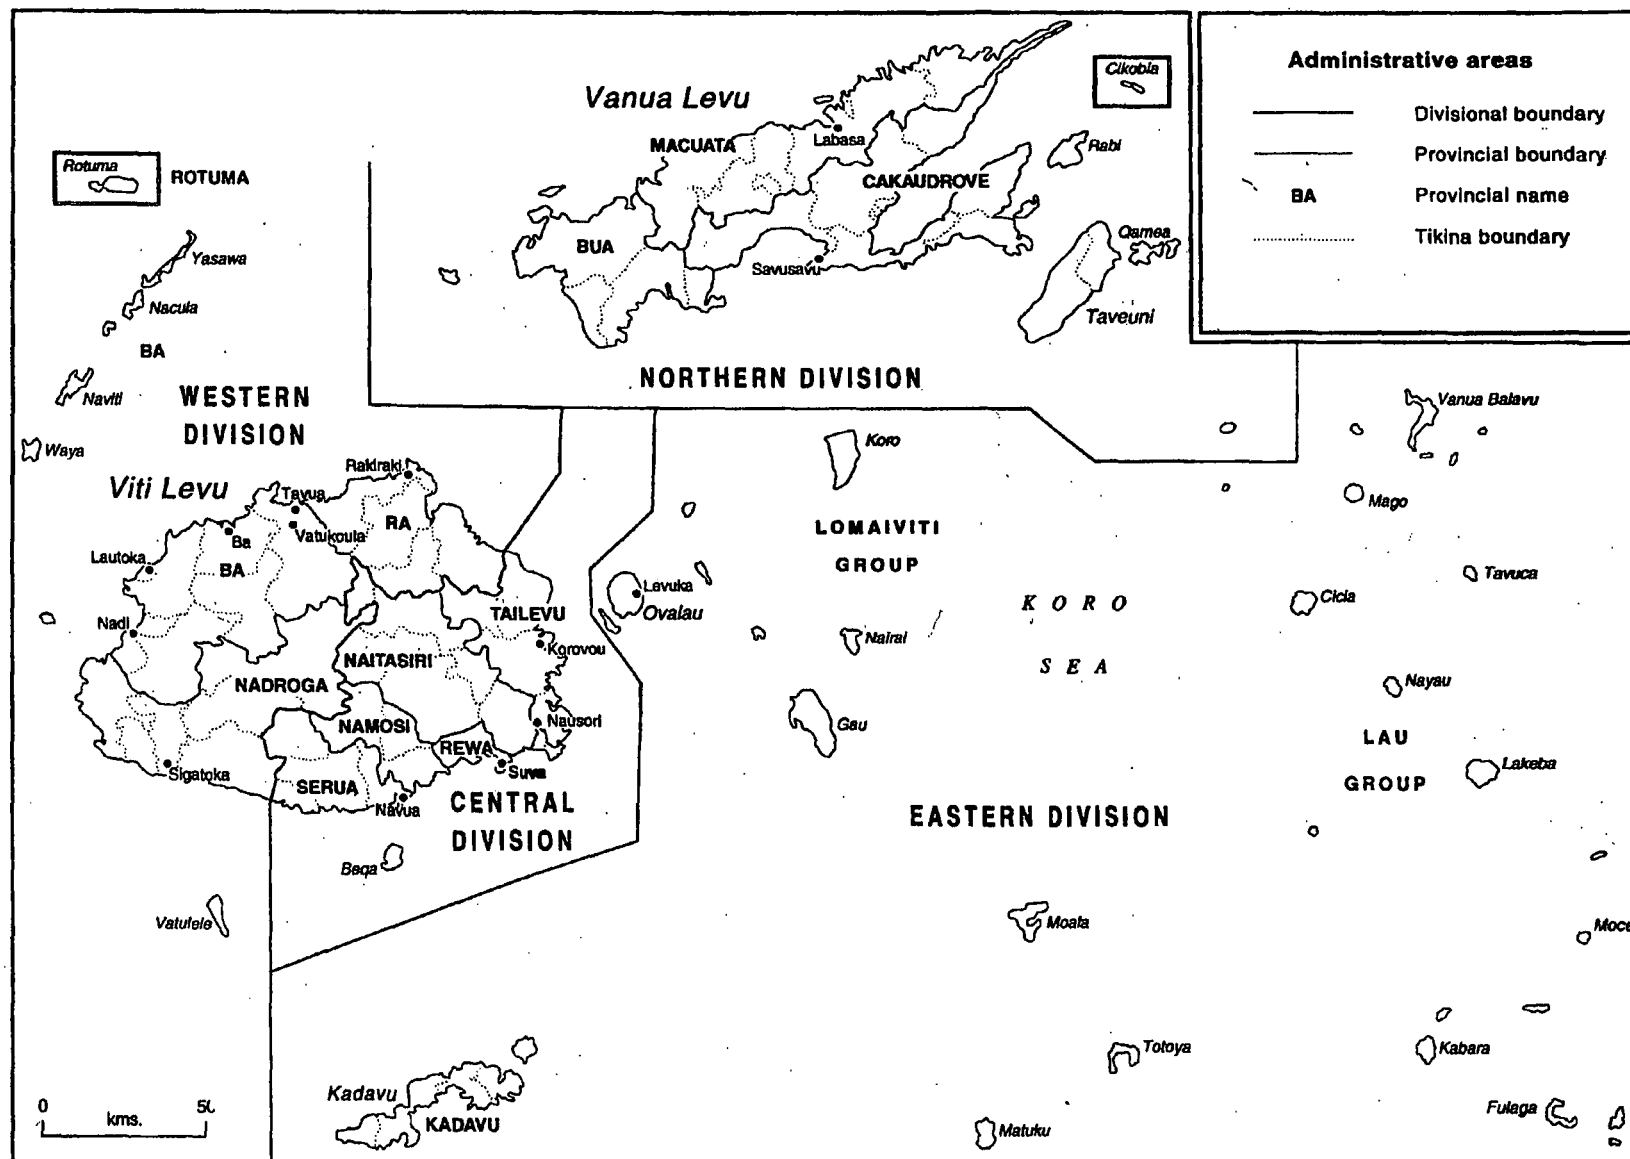 Administrative areas
Divisional boundary
Provincial boundary
BA Provincial name
Tikina boundary
Cikobia
Vanua Levu
Labasa
MACUATA
Rabi
Rotuma
ROTUMA
CAKAUDROVE
Qamea
BUA
Yasawa
Savusavu
Nacula
Taveuni
BA
NORTHERN DIVISION
Naviti
WESTERN
DIVISION
Vanua Balavu
Koro
Waya
Rakiraki
Viti Levu
Tavua
Mago
RA
LOMAIVITI
GROUP
Ba
Vatukoula
Lautoka
BA
Tavuca
Levuka
Ovalau
KORO
SEA
Cicia
TAILEVU
Nadi
Korovou
Nairai
NAITASIRI
NADROGA
Nayau
Nausori
Gau
NAMOSI
LAU
GROUP
REWA
Lakeba
Sigatoka
Suva
SERUA
Navua
CENTRAL
DIVISION
EASTERN DIVISION
Beqa
Vatulele
Moala
Moce
Totoya
Kabara
Kadavu
KADAVU
Fulaga
Matuku
0 50
kms.